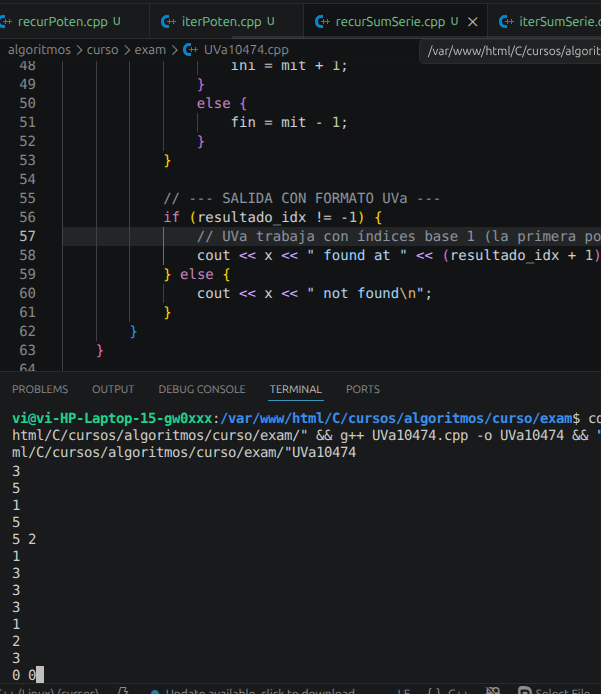 recurPoten.cpp U iterPoten.cpp U recurSumSerie.cpp U iterSumSerie.c
algoritmos > curso > exam > UVa10474.cpp /var/www/html/C/cursos/algorit
48 ini = mit + 1;
49 }
50 else {
51 fin = mit - 1;
52 }
53 }
54
55 // --- SALIDA CON FORMATO UVa ---
56 if (resultado_idx != -1) {
57 // UVa trabaja con índices base 1 (la primera po
58 cout << x << " found at " << (resultado_idx + 1)
59 } else {
60 cout << x << " not found\n";
61 }
62 }
63 }
64
PROBLEMS OUTPUT DEBUG CONSOLE TERMINAL PORTS
vi@vi-HP-Laptop-15-gw0xxx:/var/www/html/C/cursos/algoritmos/curso/exam$ cd
html/C/cursos/algoritmos/curso/exam/" && g++ UVa10474.cpp -o UVa10474 && "
ml/C/cursos/algoritmos/curso/exam/"UVa10474
3
5
1
5
5 2
1
3
3
3
1
2
3
0 0
(Linux) (cursos) Update available, click to download LF {} C++ Select File